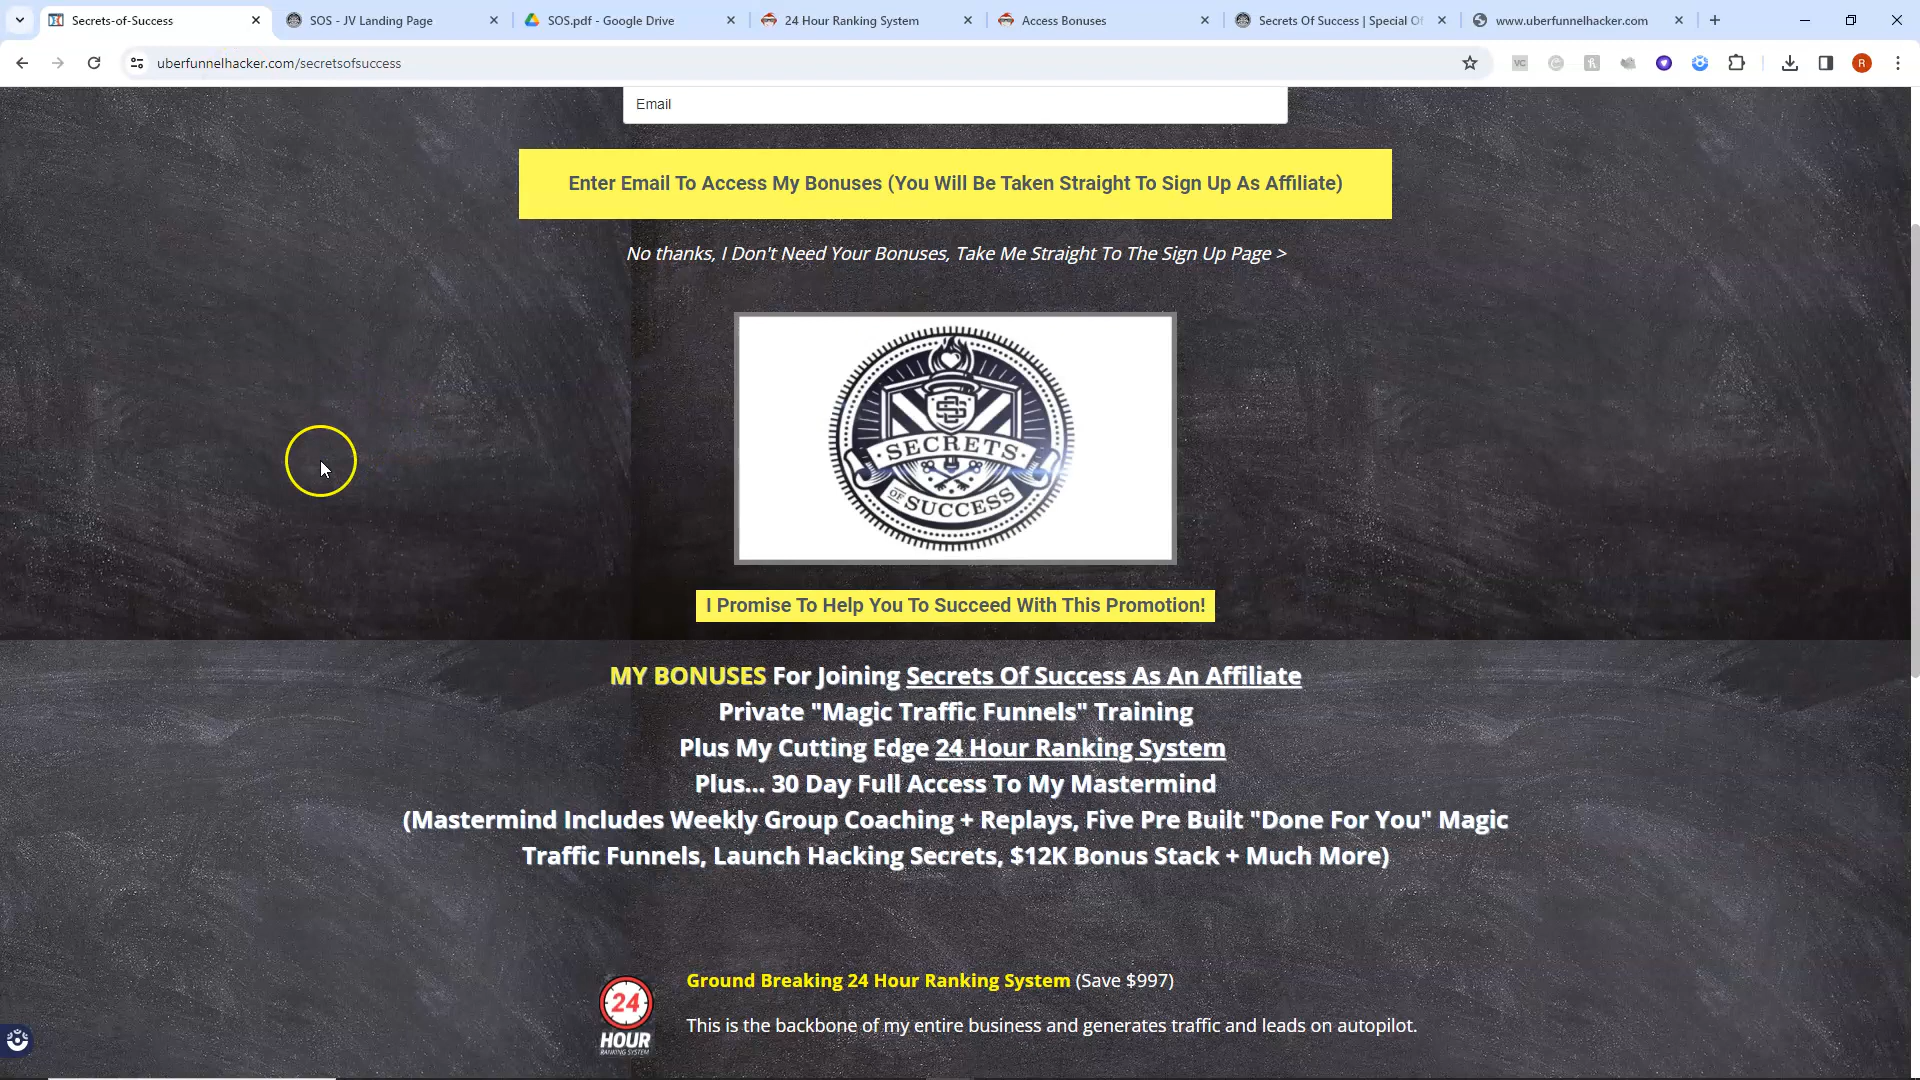 Secrets-of-Success
SOS - JV Landing Page
SOS.pdf - Google Drive
24 Hour Ranking System
Access Bonuses
Secrets Of Success | Special Of
www.uberfunnelhacker.com
uberfunnelhacker.com/secretsofsuccess
VC
R
Email
Enter Email To Access My Bonuses (You Will Be Taken Straight To Sign Up As Affiliate)
No thanks, I Don't Need Your Bonuses, Take Me Straight To The Sign Up Page >
SECRETS
OF
SUCCESS
I Promise To Help You To Succeed With This Promotion!
MY BONUSES For Joining Secrets Of Success As An Affiliate
Private "Magic Traffic Funnels" Training
Plus My Cutting Edge 24 Hour Ranking System
Plus... 30 Day Full Access To My Mastermind
(Mastermind Includes Weekly Group Coaching + Replays, Five Pre Built "Done For You" Magic
Traffic Funnels, Launch Hacking Secrets, $12K Bonus Stack + Much More)
Ground Breaking 24 Hour Ranking System (Save $997)
24
HOUR
RANKING SYSTEM
This is the backbone of my entire business and generates traffic and leads on autopilot.